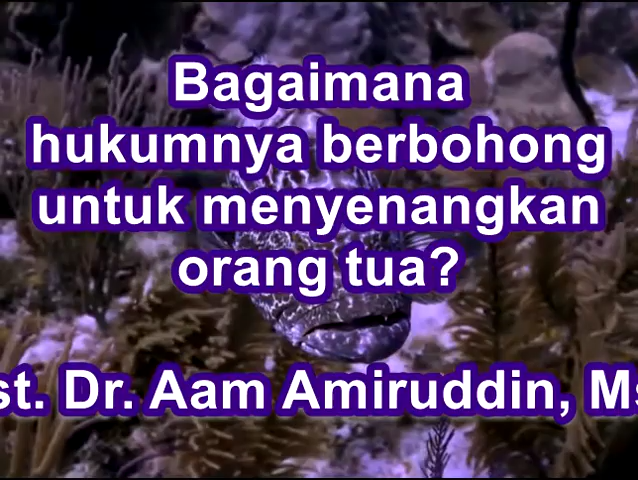 Bagaimana
hukumnya berbohong
untuk menyenangkan
orang tua?
st. Dr. Aam Amiruddin, Ms